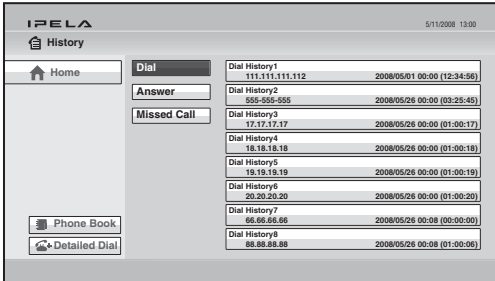 IPELA
5/11/2008 13:00
History
Home
Dial
Answer
Missed Call
Dial History1
111.111.111.112 2008/05/01 00:00 (12:34:56)
Dial History2
555-555-555 2008/05/26 00:00 (03:25:45)
Dial History3
17.17.17.17 2008/05/26 00:00 (01:00:17)
Dial History4
18.18.18.18 2008/05/26 00:00 (01:00:18)
Dial History5
19.19.19.19 2008/05/26 00:00 (01:00:19)
Dial History6
20.20.20.20 2008/05/26 00:00 (01:00:20)
Dial History7
66.66.66.66 2008/05/26 00:08 (00:00:00)
Dial History8
88.88.88.88 2008/05/26 00:08 (01:00:06)
Phone Book
Detailed Dial